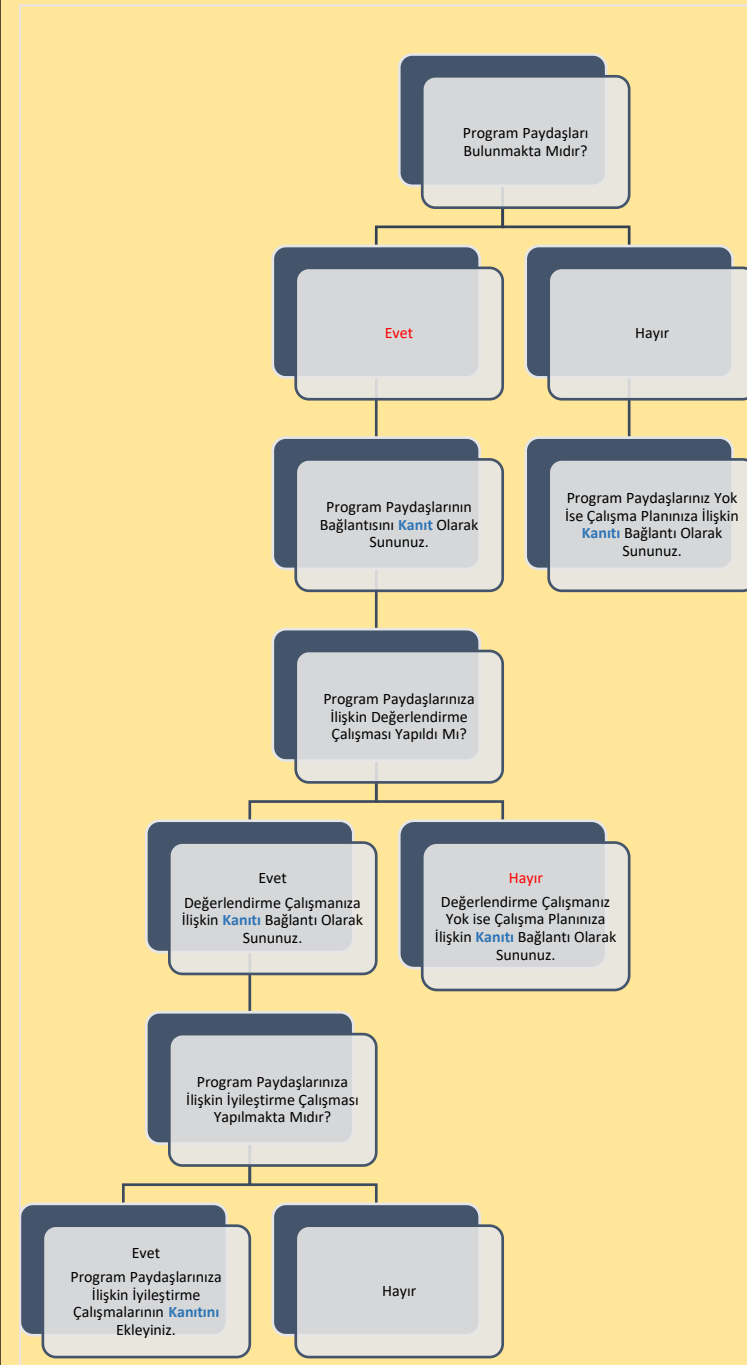 Program Paydaşları
Bulunmakta Mıdır?
Evet
Hayır
Program Paydaşlarının
Bağlantısını Kanıt Olarak
Sununuz.
Program Paydaşlarınız Yok
İse Çalışma Planınıza İlişkin
Kanıtı Bağlantı Olarak
Sununuz.
Program Paydaşlarınıza
İlişkin Değerlendirme
Çalışması Yapıldı Mı?
Evet
Değerlendirme Çalışmanıza
İlişkin Kanıtı Bağlantı Olarak
Sununuz.
Hayır
Değerlendirme Çalışmanız
Yok ise Çalışma Planınıza
İlişkin Kanıtı Bağlantı Olarak
Sununuz.
Program Paydaşlarınıza
İlişkin İyileştirme Çalışması
Yapılmakta Mıdır?
Evet
Program Paydaşlarınıza
İlişkin İyileştirme
Çalışmalarının Kanıtını
Ekleyiniz.
Hayır